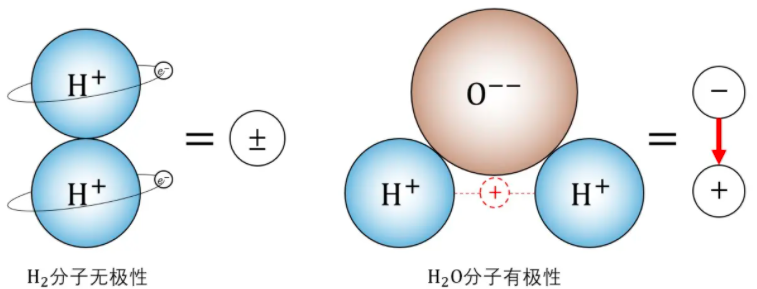 H⁺
e⁻
H⁺
e⁻
= ±
O⁻⁻
H⁺
+
H⁺
=
−
+
H₂分子无极性
H₂O分子有极性